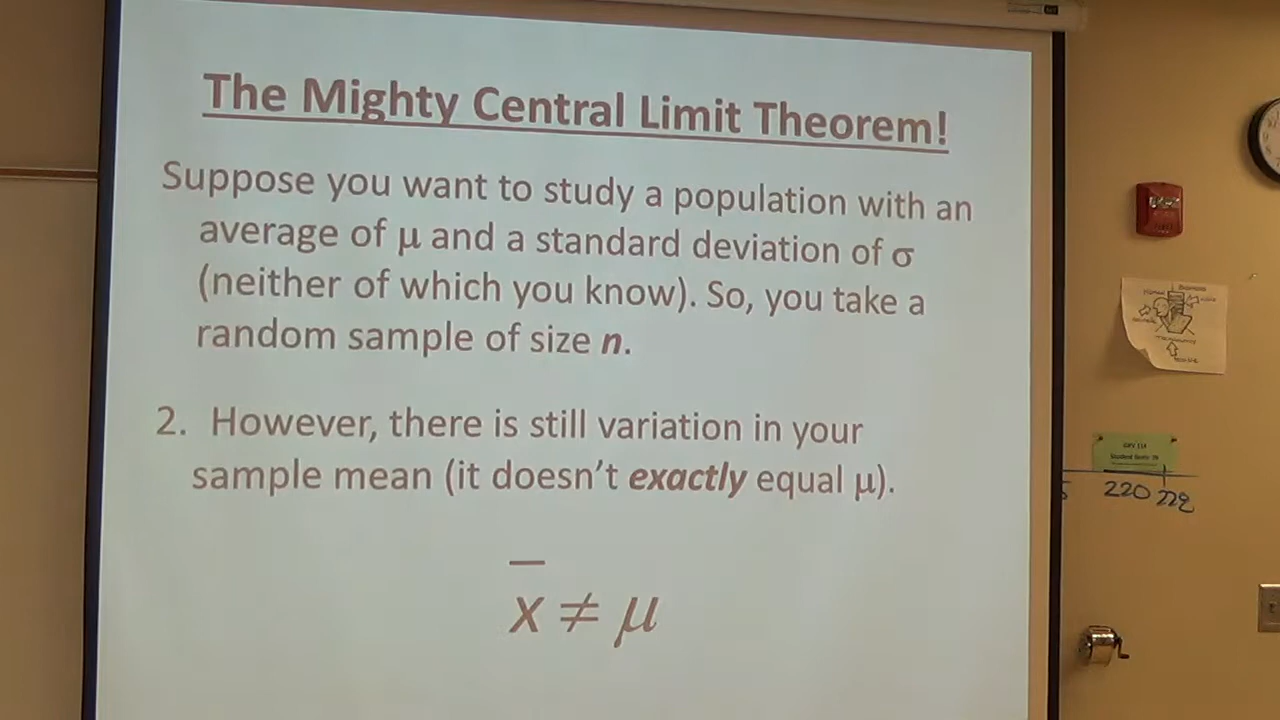 The Mighty Central Limit Theorem!
Suppose you want to study a population with an
average of μ and a standard deviation of σ
(neither of which you know). So, you take a
random sample of size n.
2. However, there is still variation in your
sample mean (it doesn't exactly equal μ).
x̅ ≠ μ
220 228